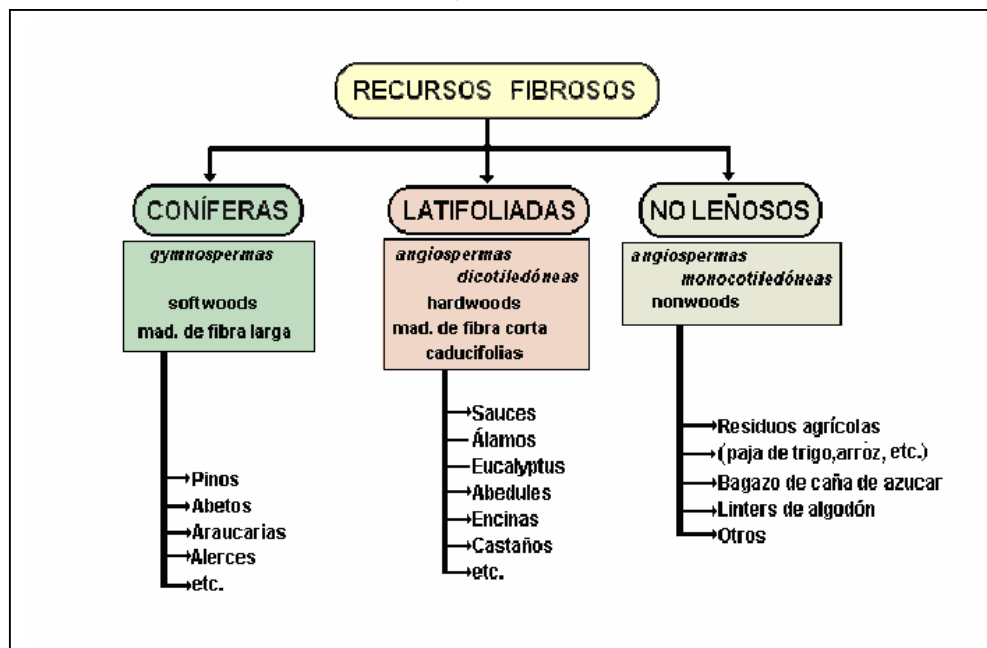 RECURSOS FIBROSOS
CONÍFERAS
gymnospermas
softwoods
mad. de fibra larga
Pinos
Abetos
Araucarias
Alerces
etc.
LATIFOLIADAS
angiospermas
dicotiledóneas
hardwoods
mad. de fibra corta
caducifolias
Sauces
Álamos
Eucalyptus
Abedules
Encinas
Castaños
etc.
NO LEÑOSOS
angiospermas
monocotiledóneas
nonwoods
Residuos agrícolas
(paja de trigo,arroz, etc.)
Bagazo de caña de azucar
Linters de algodón
Otros